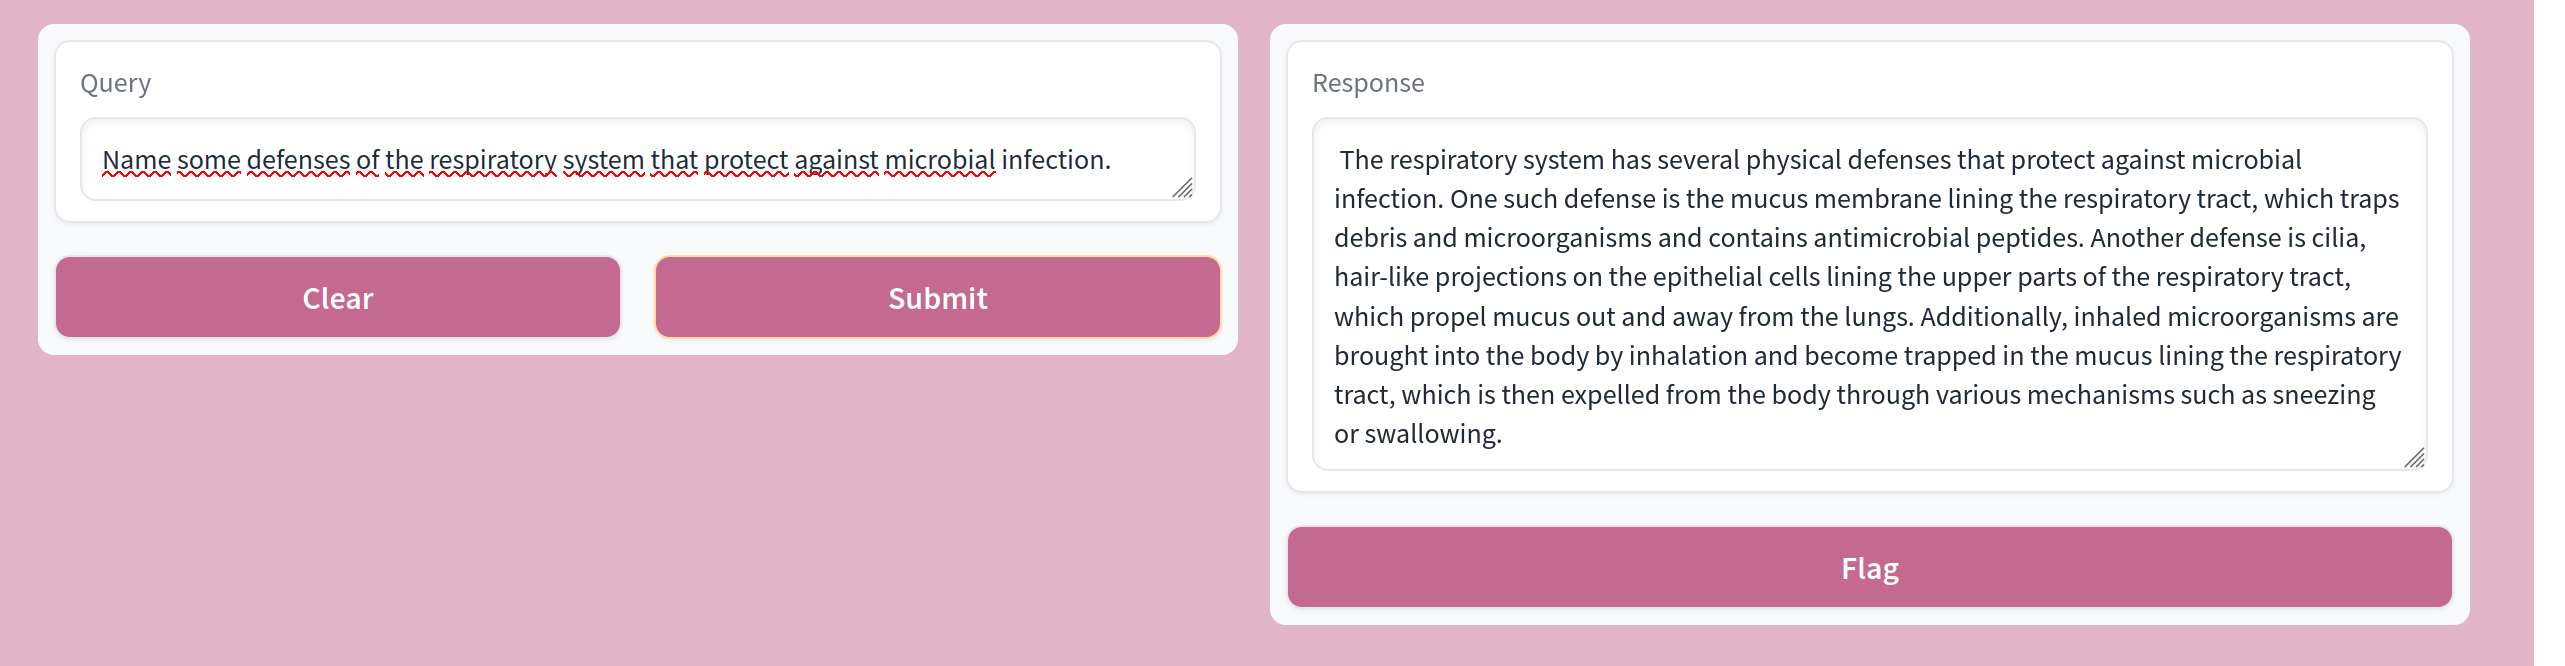 Query
Name some defenses of the respiratory system that protect against microbial infection.
Clear
Submit
Response
The respiratory system has several physical defenses that protect against microbial
infection. One such defense is the mucus membrane lining the respiratory tract, which traps
debris and microorganisms and contains antimicrobial peptides. Another defense is cilia,
hair-like projections on the epithelial cells lining the upper parts of the respiratory tract,
which propel mucus out and away from the lungs. Additionally, inhaled microorganisms are
brought into the body by inhalation and become trapped in the mucus lining the respiratory
tract, which is then expelled from the body through various mechanisms such as sneezing
or swallowing.
Flag